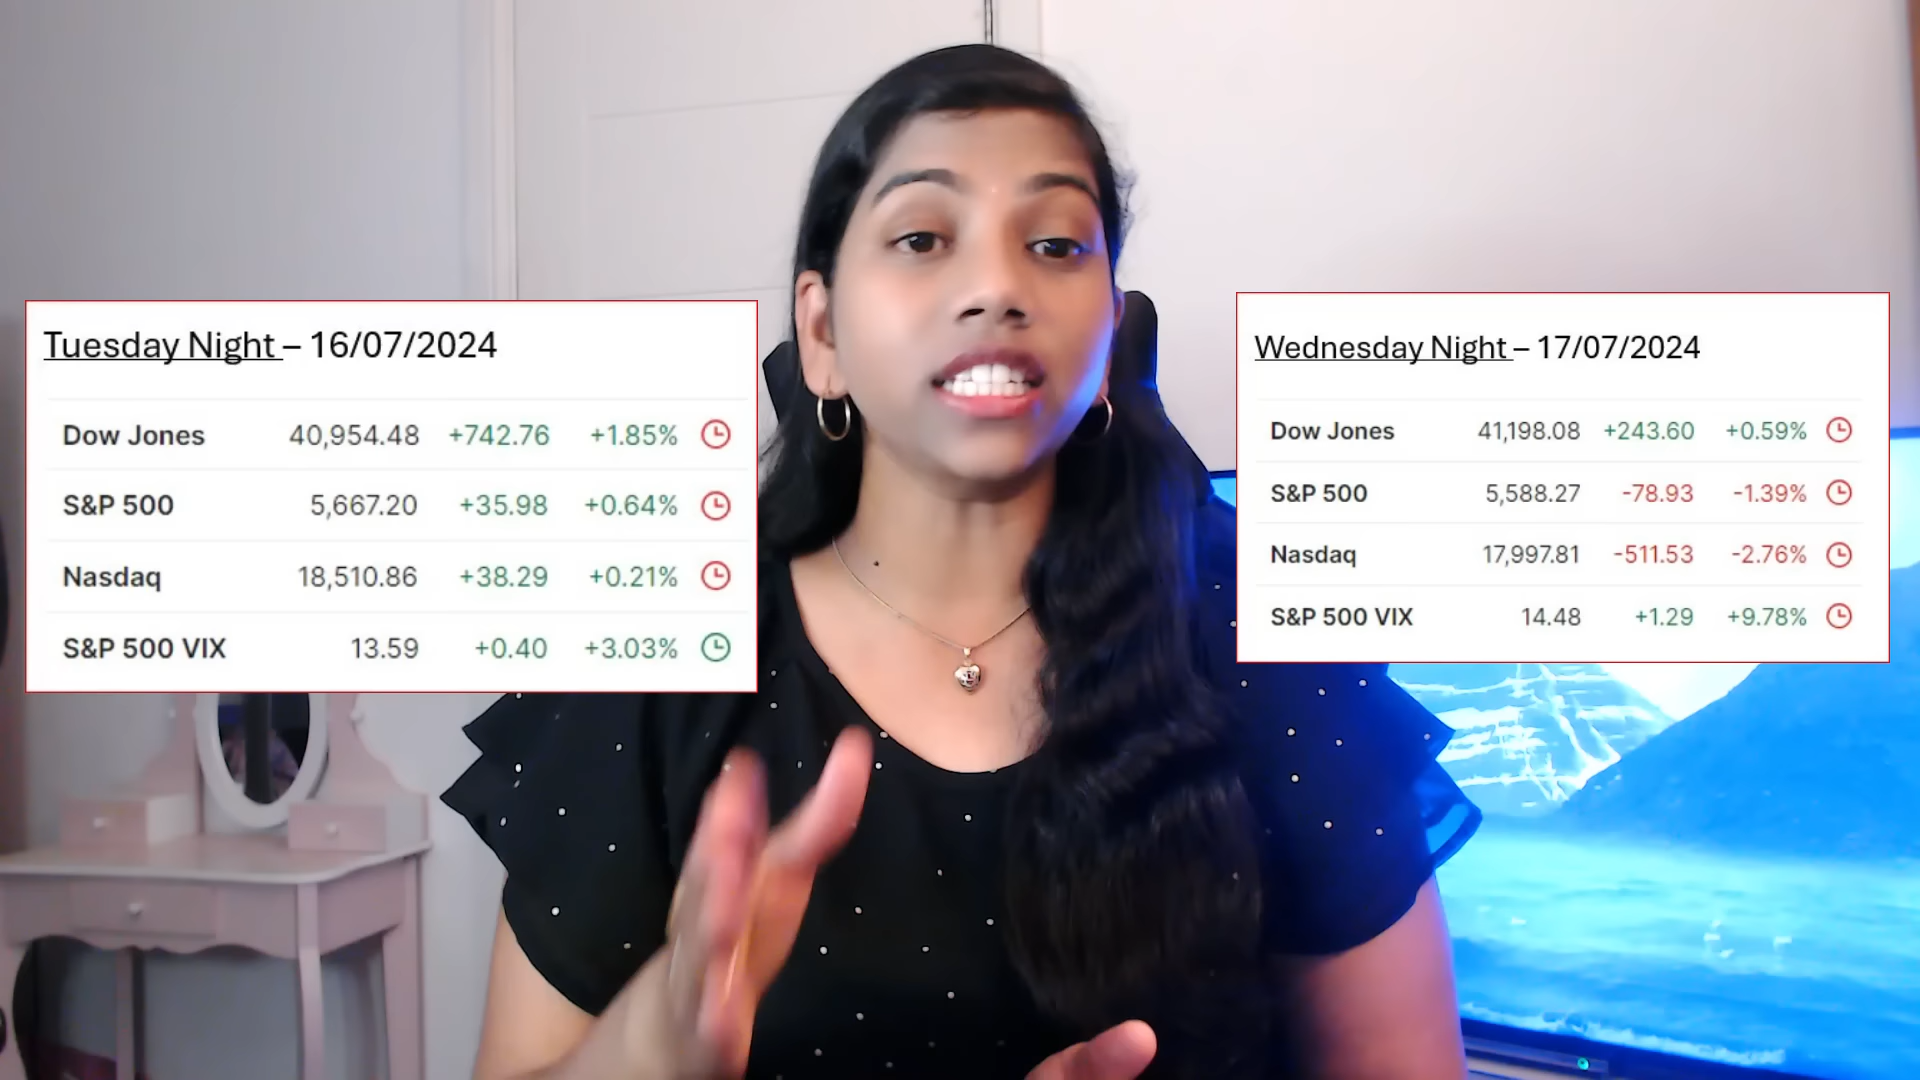 Tuesday Night – 16/07/2024
Dow Jones 40,954.48 +742.76 +1.85%
S&P 500 5,667.20 +35.98 +0.64%
Nasdaq 18,510.86 +38.29 +0.21%
S&P 500 VIX 13.59 +0.40 +3.03%
Wednesday Night – 17/07/2024
Dow Jones 41,198.08 +243.60 +0.59%
S&P 500 5,588.27 -78.93 -1.39%
Nasdaq 17,997.81 -511.53 -2.76%
S&P 500 VIX 14.48 +1.29 +9.78%